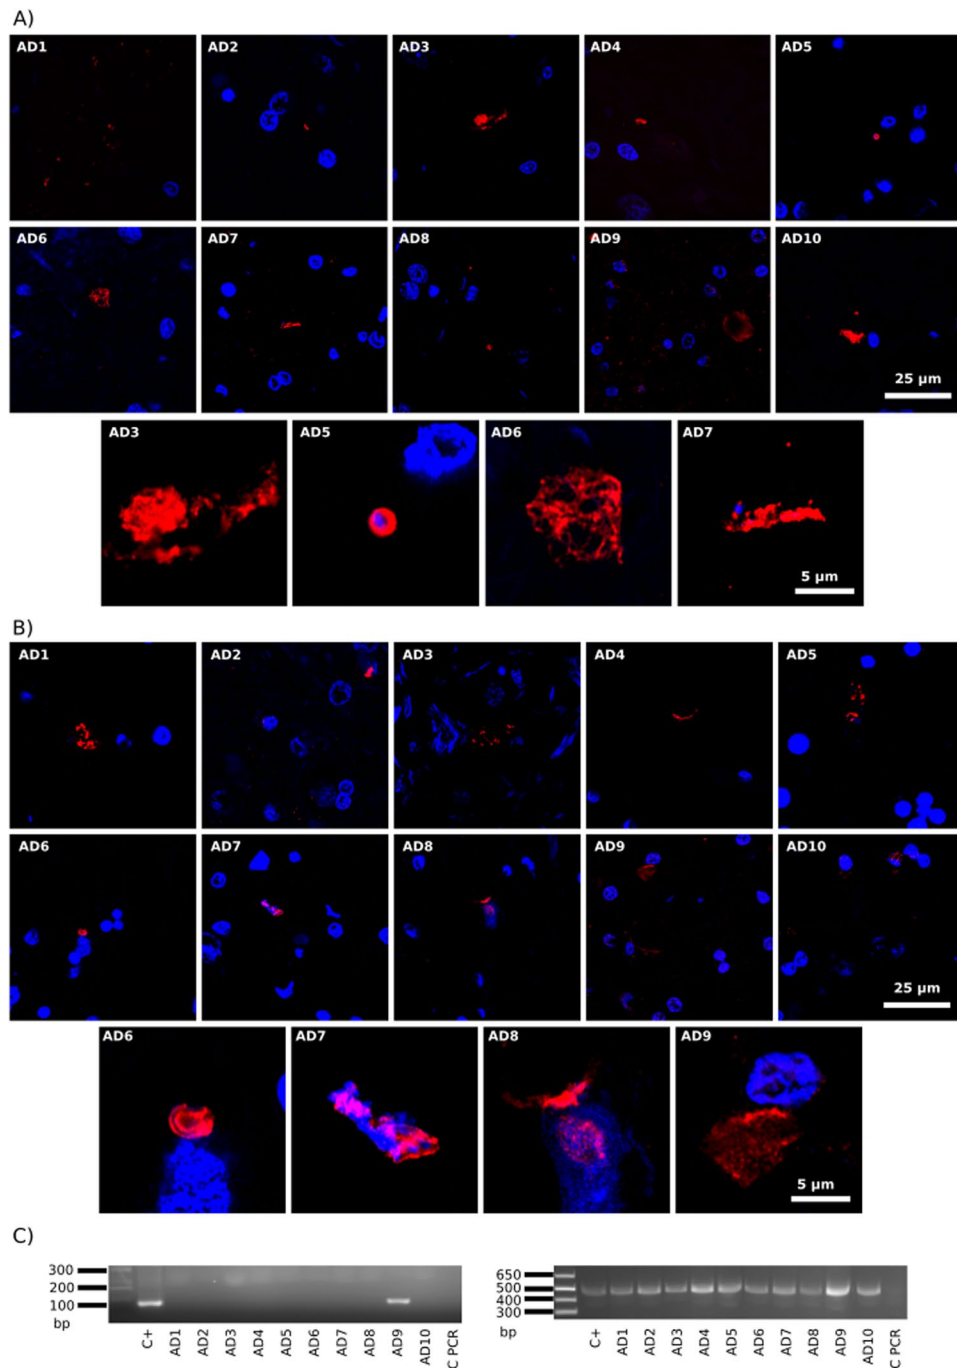 A)
AD1 AD2 AD3 AD4 AD5
AD6 AD7 AD8 AD9 AD10
25 µm
AD3 AD5 AD6 AD7
5 µm
B)
AD1 AD2 AD3 AD4 AD5
AD6 AD7 AD8 AD9 AD10
25 µm
AD6 AD7 AD8 AD9
5 µm
C)
300
200
100
bp
C+ AD1 AD2 AD3 AD4 AD5 AD6 AD7 AD8 AD9 AD10 C PCR
650
500
400
300
bp
C+ AD1 AD2 AD3 AD4 AD5 AD6 AD7 AD8 AD9 AD10 C PCR